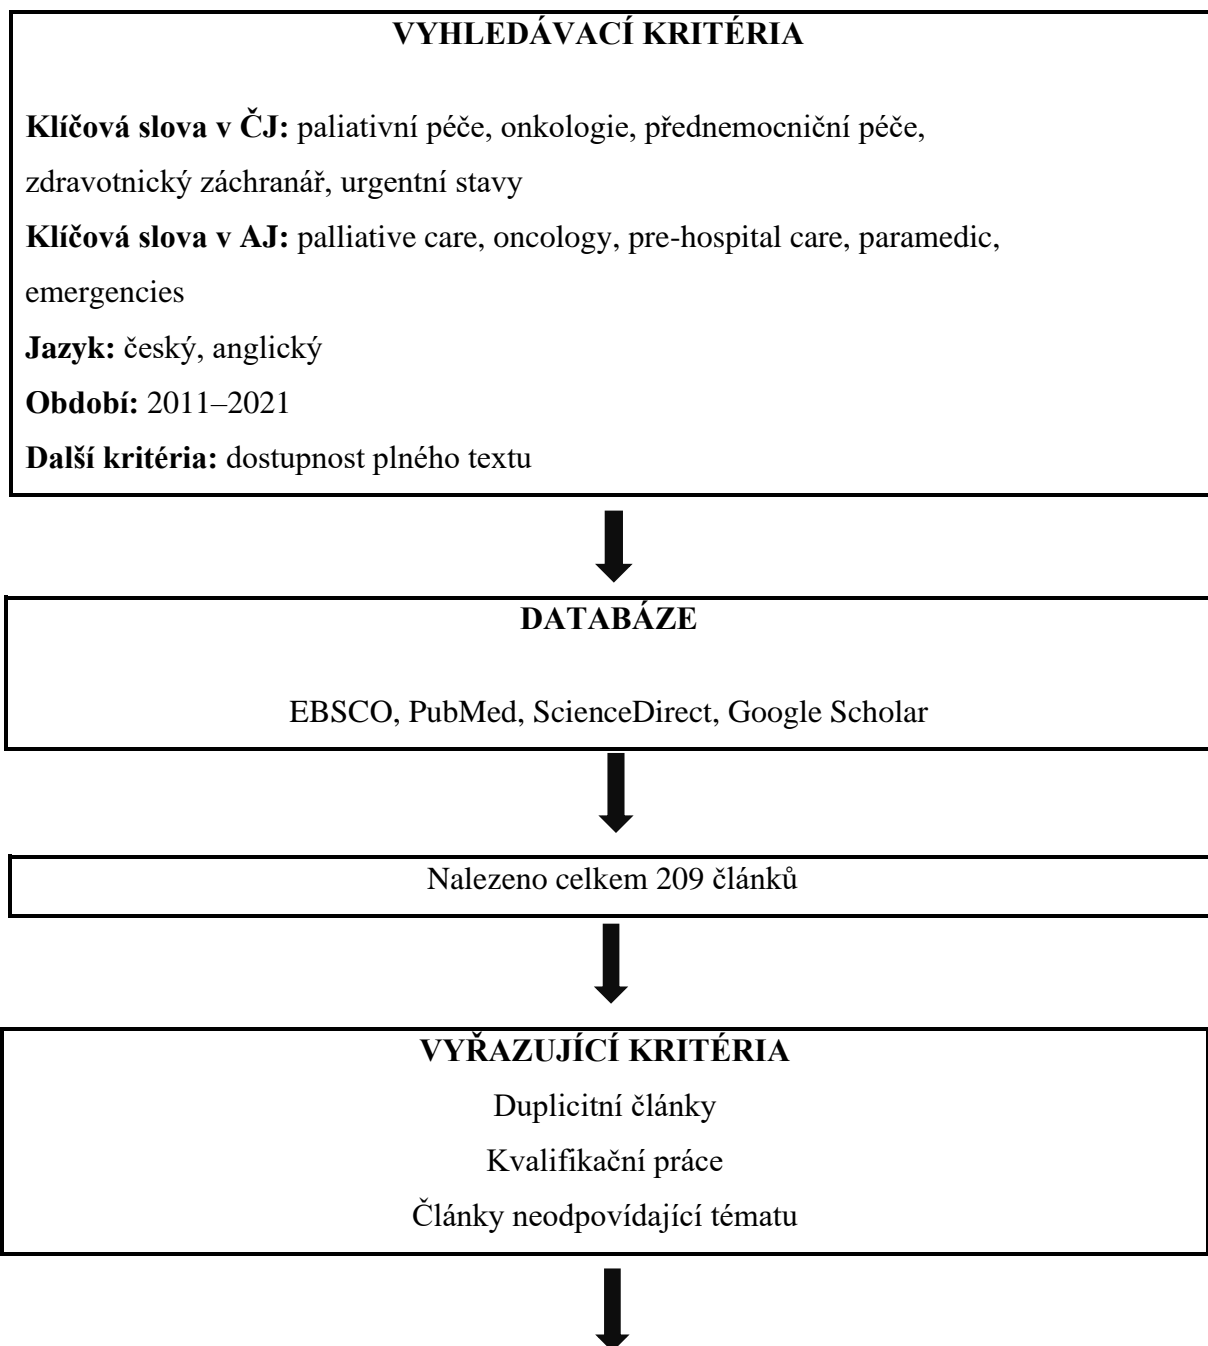 VYHLEDÁVACÍ KRITÉRIA
Klíčová slova v ČJ: paliativní péče, onkologie, přednemocniční péče,
zdravotnický záchranář, urgentní stavy
Klíčová slova v AJ: palliative care, oncology, pre-hospital care, paramedic,
emergencies
Jazyk: český, anglický
Období: 2011–2021
Další kritéria: dostupnost plného textu
DATABÁZE
EBSCO, PubMed, ScienceDirect, Google Scholar
Nalezeno celkem 209 článků
VYŘAZUJÍCÍ KRITÉRIA
Duplicitní články
Kvalifikační práce
Články neodpovídající tématu